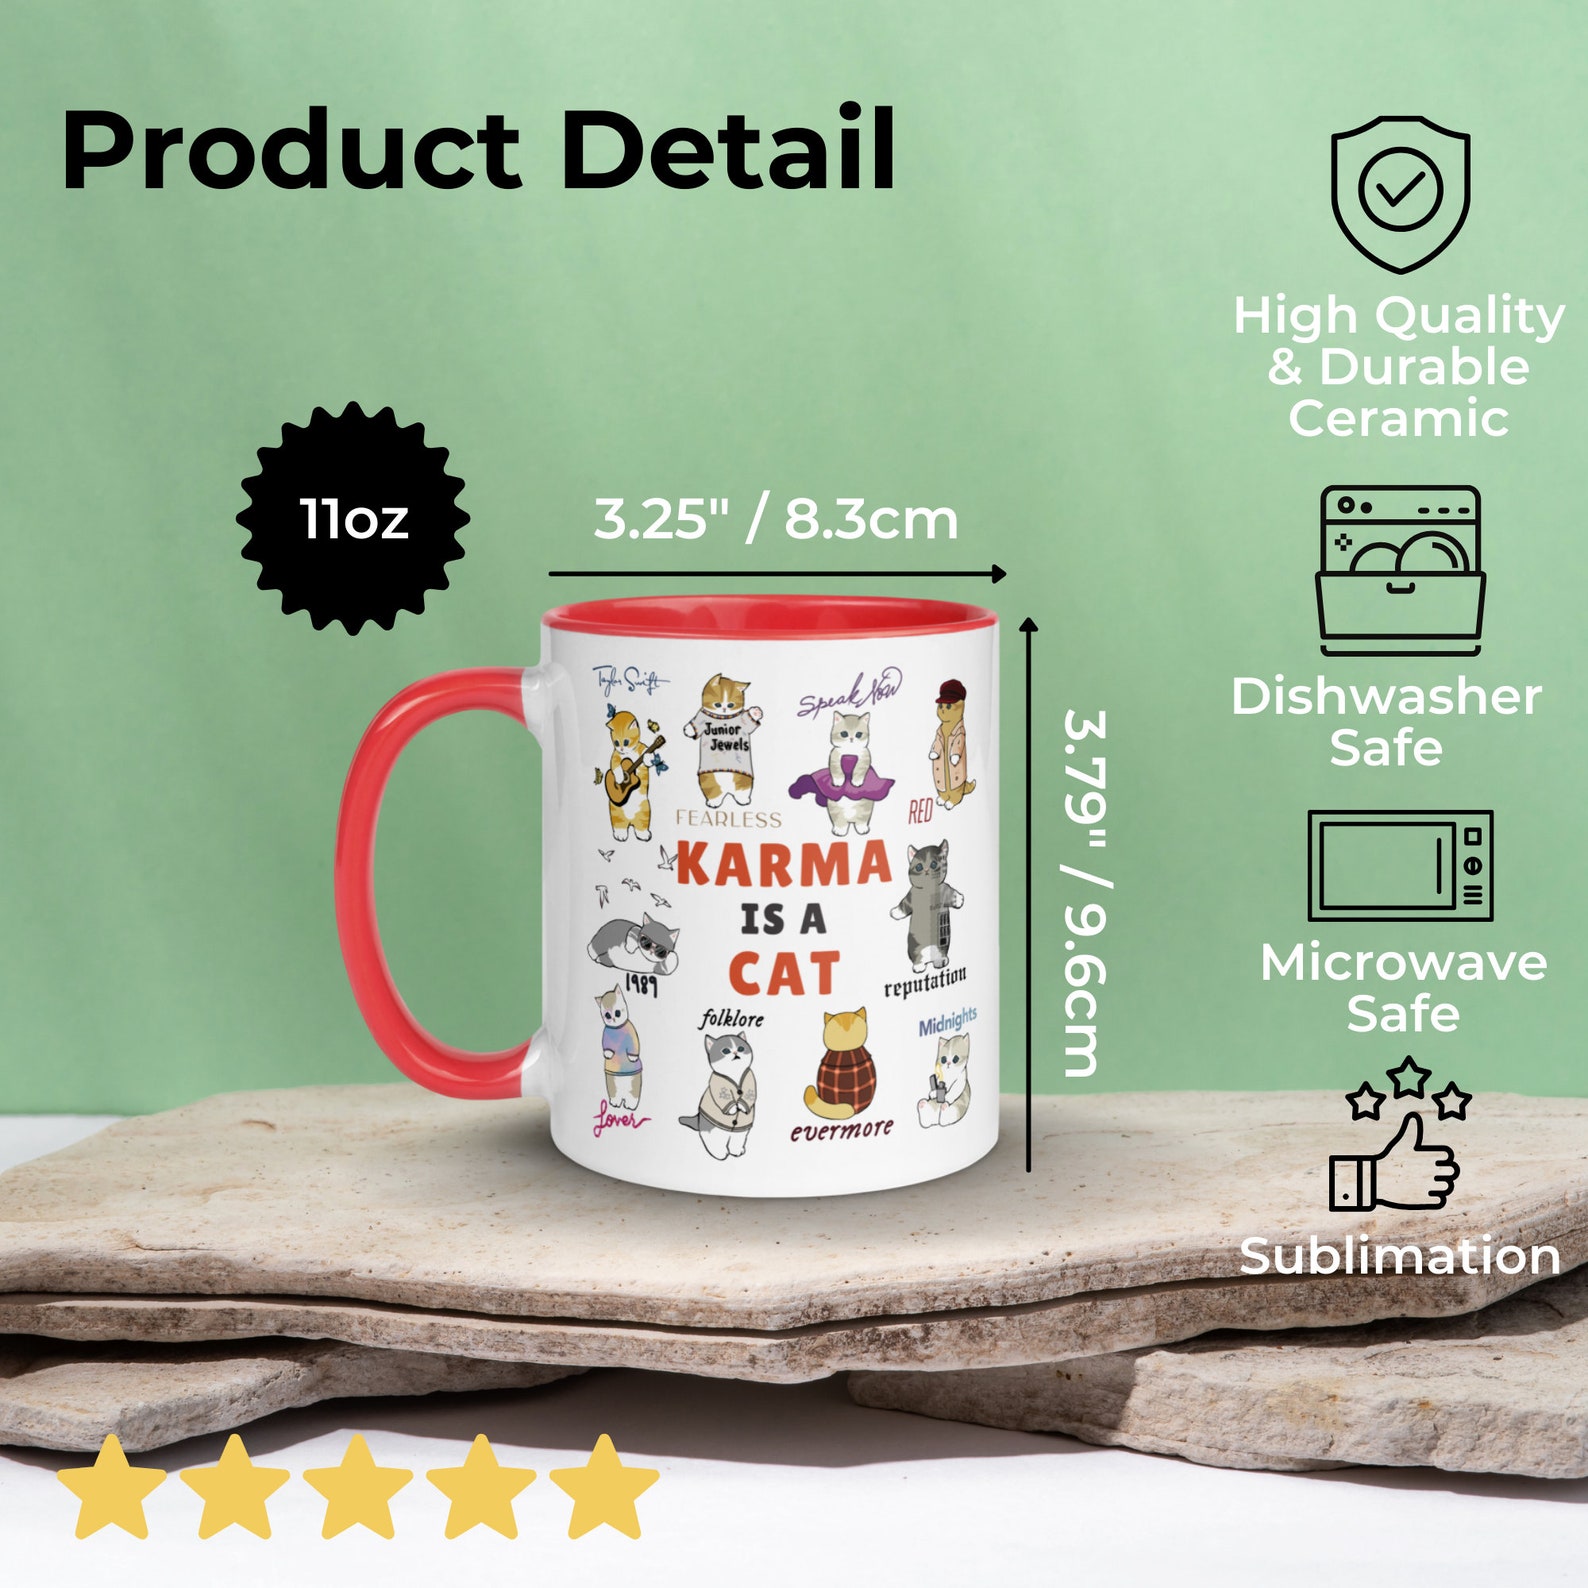 Product Detail
High Quality
& Durable
Ceramic
11oz
3.25" / 8.3cm
3.79" / 9.6cm
Dishwasher
Safe
Microwave
Safe
Sublimation
Taylor Swift
Junior
Jewels
FEARLESS
Speak Now
RED
KARMA
IS A
CAT
1989
reputation
Lover
folklore
evermore
Midnights